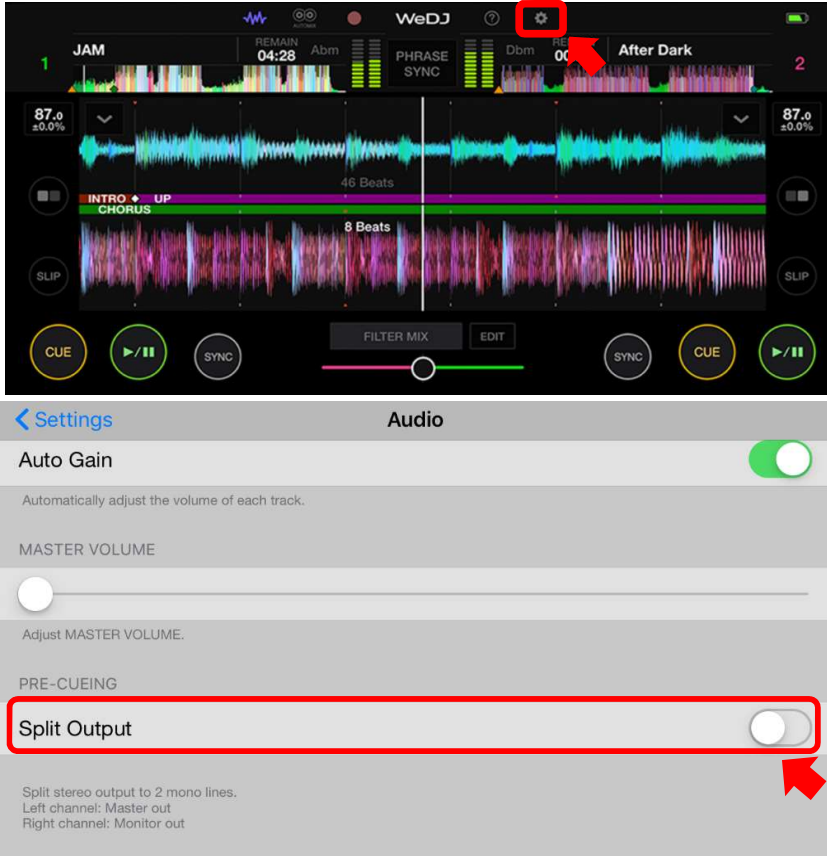 AUTOMIX
WeDJ
?
1
JAM
REMAIN
04:28
Abm
PHRASE
SYNC
Dbm
00
After Dark
2
87.0
±0.0%
87.0
±0.0%
46 Beats
INTRO
UP
CHORUS
8 Beats
SLIP
SLIP
CUE
SYNC
FILTER MIX
EDIT
SYNC
CUE
Settings
Audio
Auto Gain
Automatically adjust the volume of each track.
MASTER VOLUME
Adjust MASTER VOLUME.
PRE-CUEING
Split Output
Split stereo output to 2 mono lines.
Left channel: Master out
Right channel: Monitor out